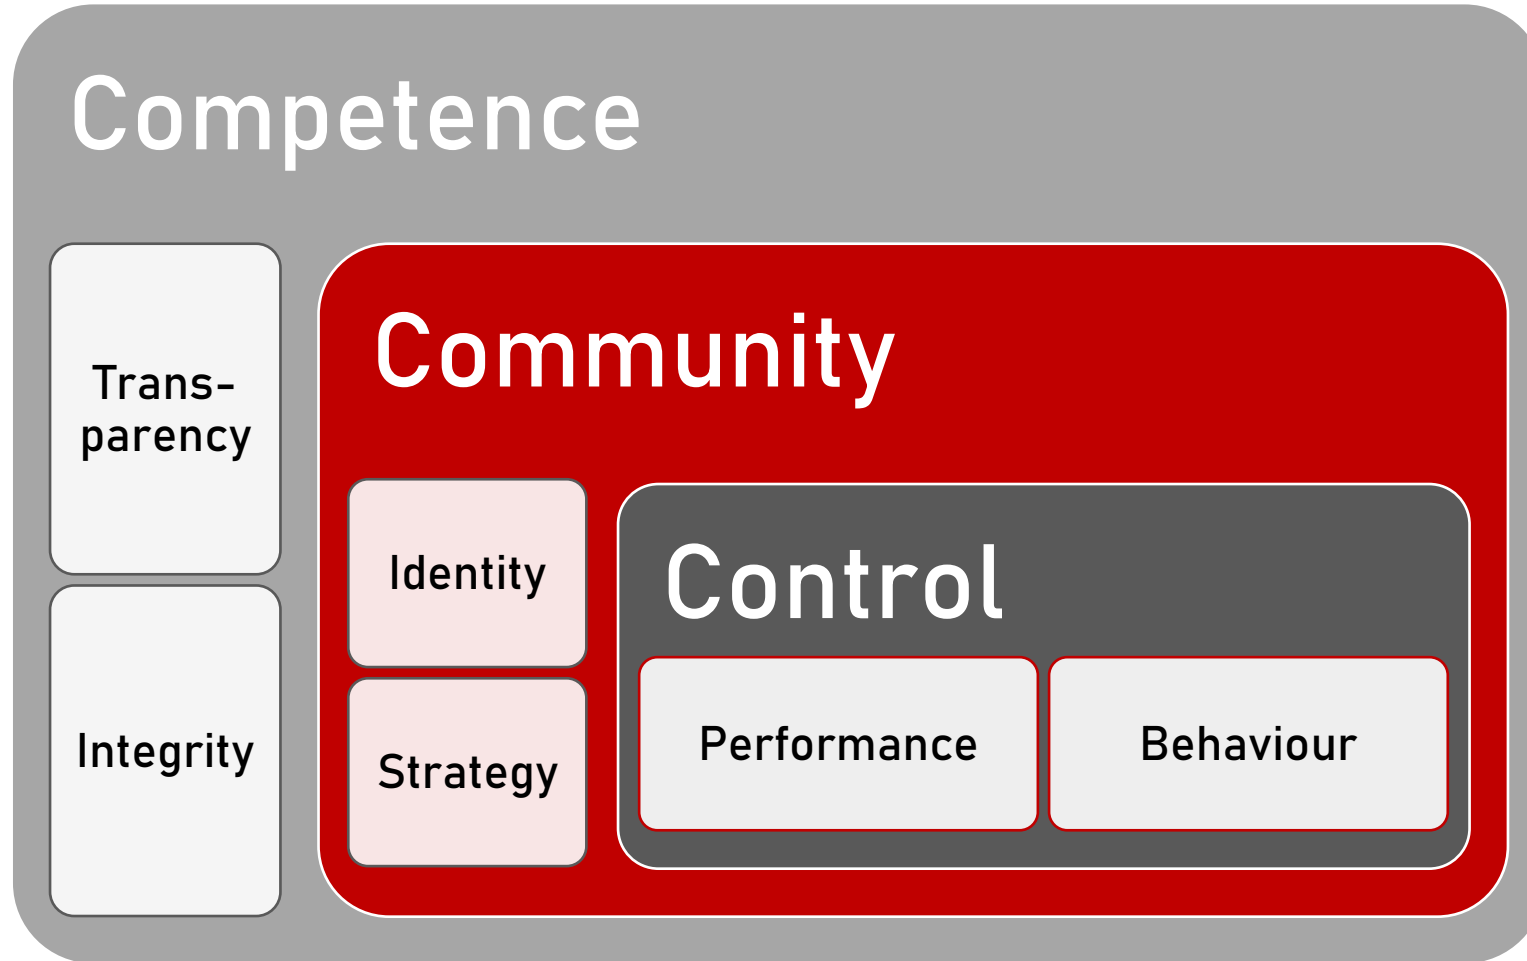 Competence
Trans-
parency
Integrity
Community
Identity
Strategy
Control
Performance
Behaviour